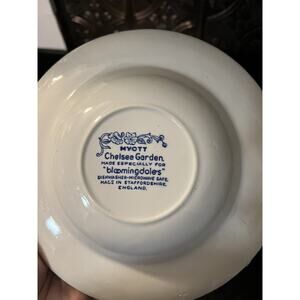 MYOTT
Chelsea Garden.
MADE ESPECIALLY FOR
"bloomingdales"
DISHWASHER-MICROWAVE SAFE.
MADE IN STAFFORDSHIRE,
ENGLAND.